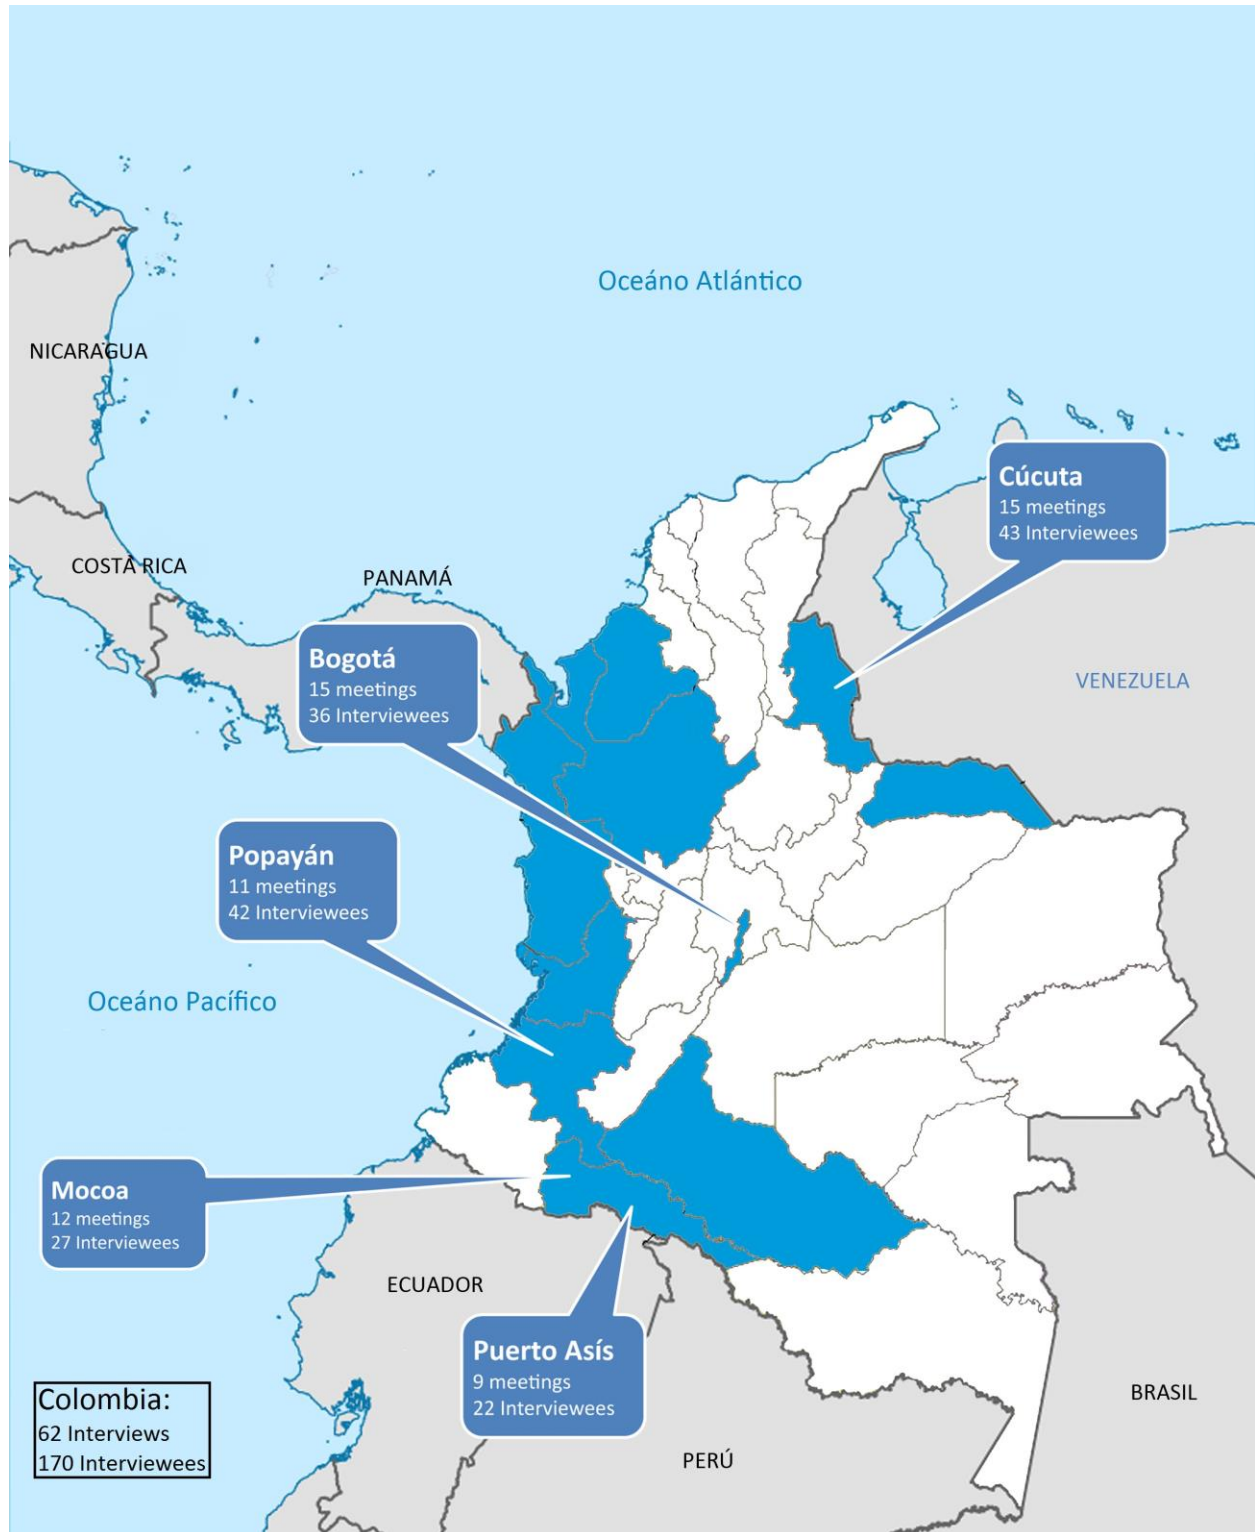 Oceáno Atlántico
NICARAGUA
Cúcuta
15 meetings
43 Interviewees
COSTA RICA
PANAMÁ
Bogotá
15 meetings
36 Interviewees
VENEZUELA
Popayán
11 meetings
42 Interviewees
Oceáno Pacífico
Mocoa
12 meetings
27 Interviewees
ECUADOR
Puerto Asís
9 meetings
22 Interviewees
BRASIL
Colombia:
62 Interviews
170 Interviewees
PERÚ